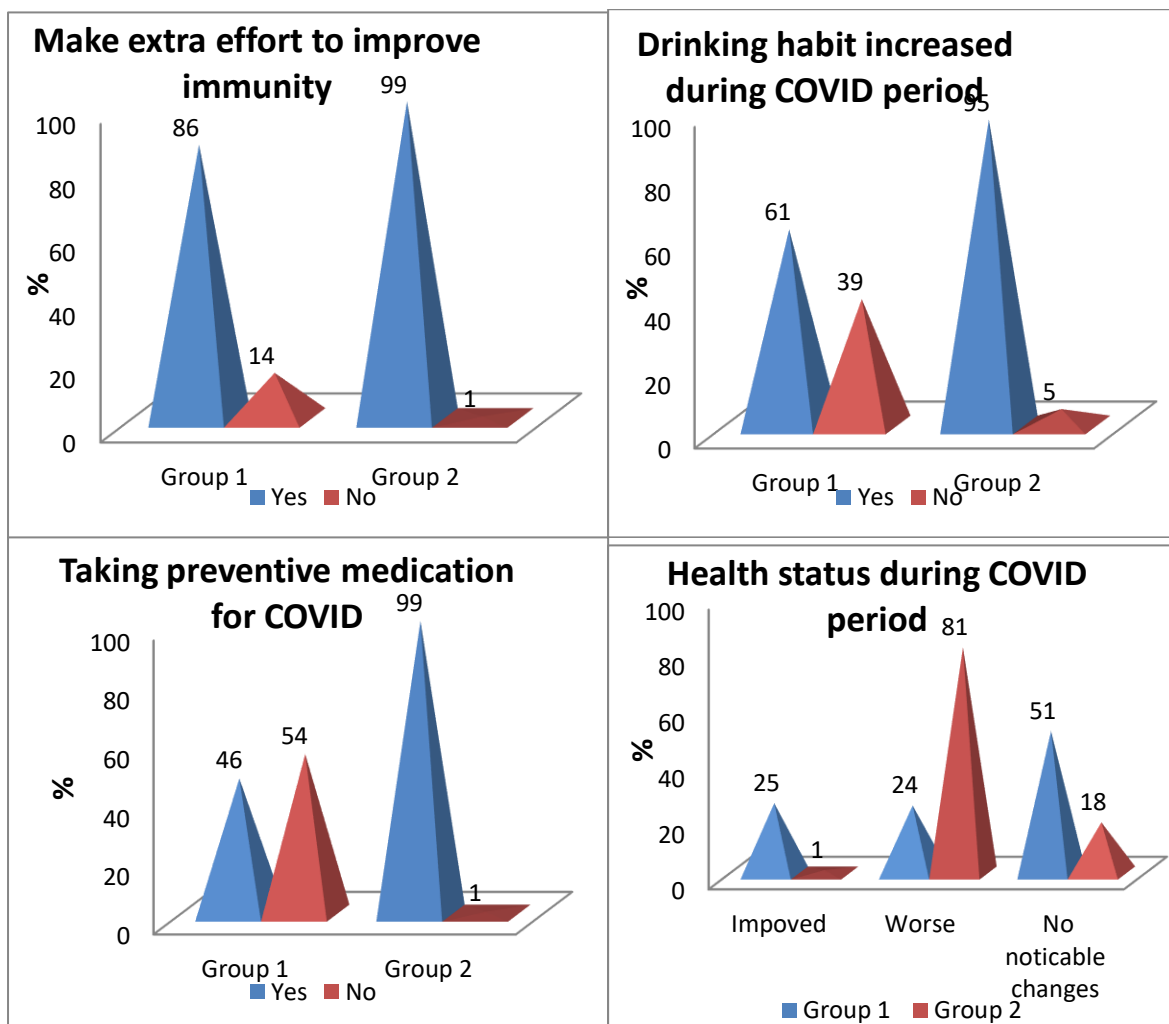 Make extra effort to improve
immunity
%
100
80
60
40
20
0
86
14
99
1
Group 1
Group 2
Yes No
Drinking habit increased
during COVID period
%
100
80
60
40
20
0
61
39
95
5
Group 1
Group 2
Yes No
Taking preventive medication
for COVID
%
100
80
60
40
20
0
46
54
99
1
Group 1
Group 2
Yes No
Health status during COVID
period
%
100
80
60
40
20
0
25
1
24
81
51
18
Impoved
Worse
No
noticable
changes
Group 1 Group 2